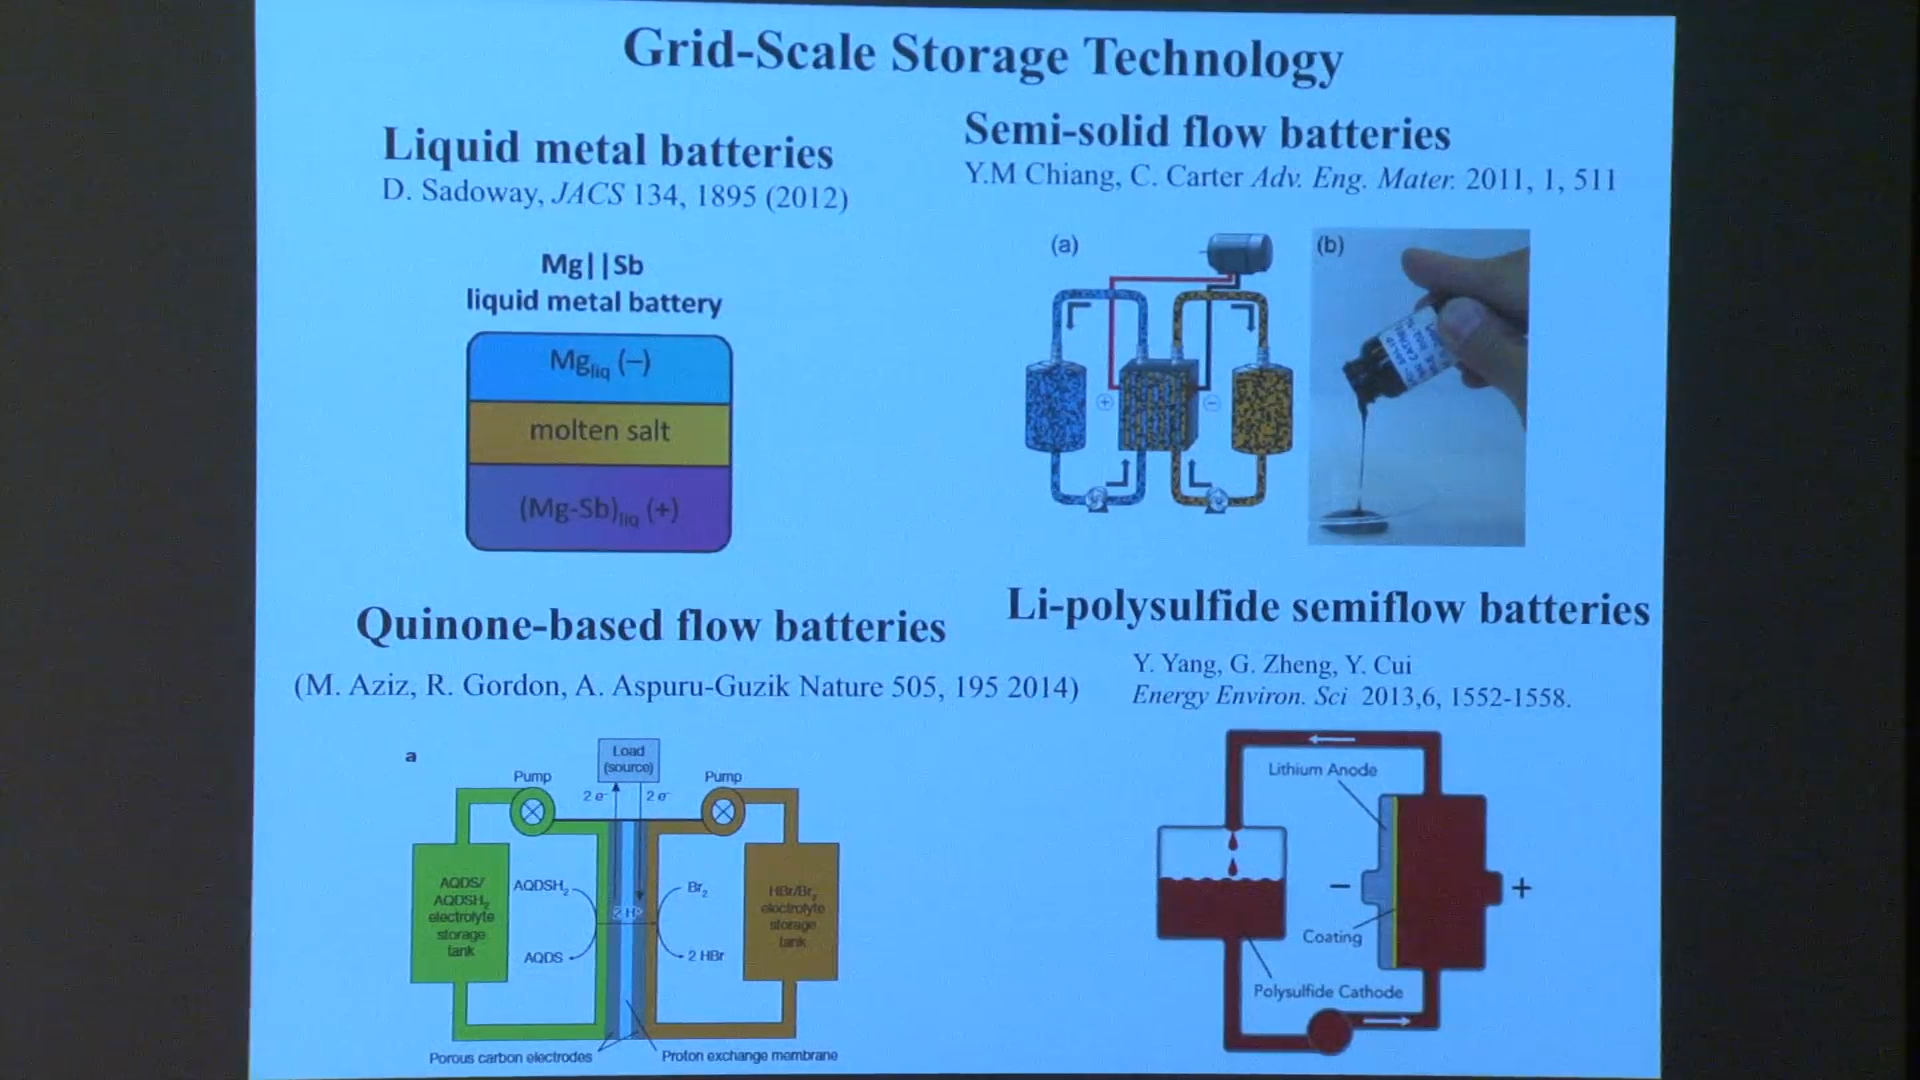 Grid-Scale Storage Technology
Liquid metal batteries
D. Sadoway, JACS 134, 1895 (2012)
Mg||Sb
liquid metal battery
Mgliq (–)
molten salt
(Mg-Sb)liq (+)
Semi-solid flow batteries
Y.M Chiang, C. Carter Adv. Eng. Mater. 2011, 1, 511
(a)
(b)
+
−
Quinone-based flow batteries
(M. Aziz, R. Gordon, A. Aspuru-Guzik Nature 505, 195 2014)
a
Load
(source)
Pump
Pump
2 e-
2 e-
AQDS/
AQDSH2
electrolyte
storage
tank
AQDSH2
AQDS
2 H+
Br2
2 HBr
HBr/Br2
electrolyte
storage
tank
Porous carbon electrodes
Proton exchange membrane
Li-polysulfide semiflow batteries
Y. Yang, G. Zheng, Y. Cui
Energy Environ. Sci 2013,6, 1552-1558.
Lithium Anode
−
+
Coating
Polysulfide Cathode